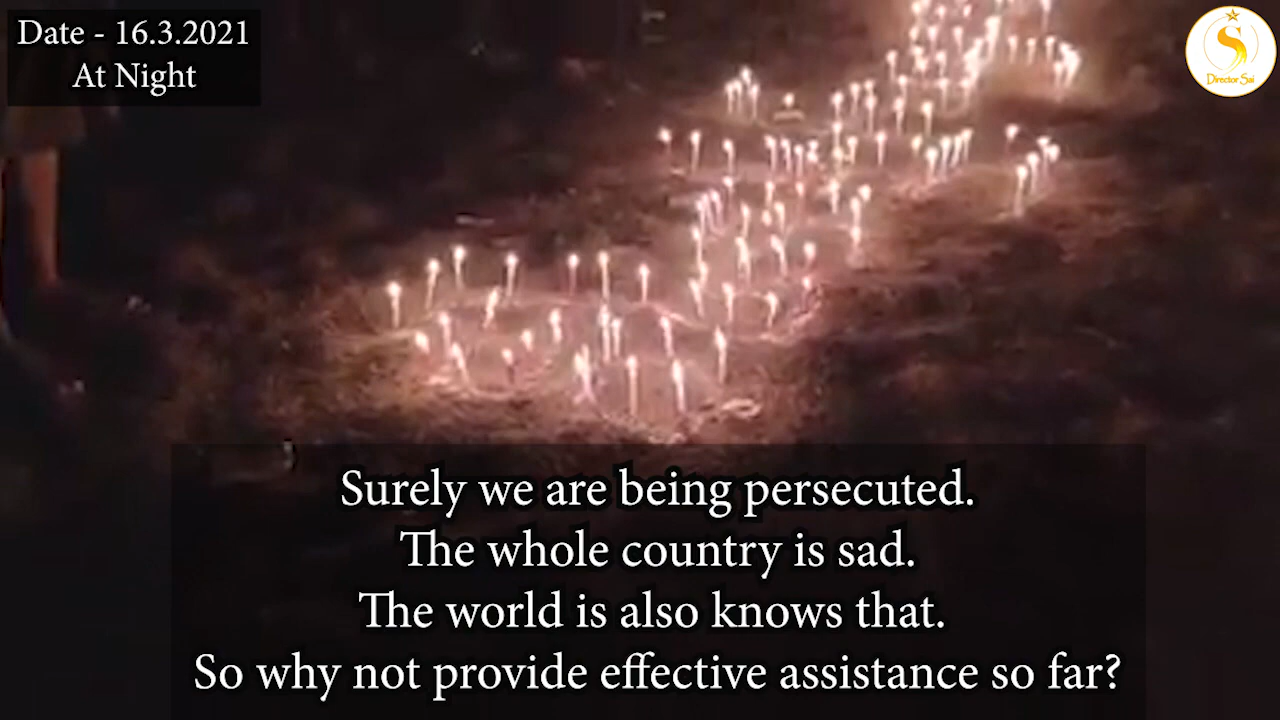 Date - 16.3.2021
At Night
Director Sai
Surely we are being persecuted.
The whole country is sad.
The world is also knows that.
So why not provide effective assistance so far?